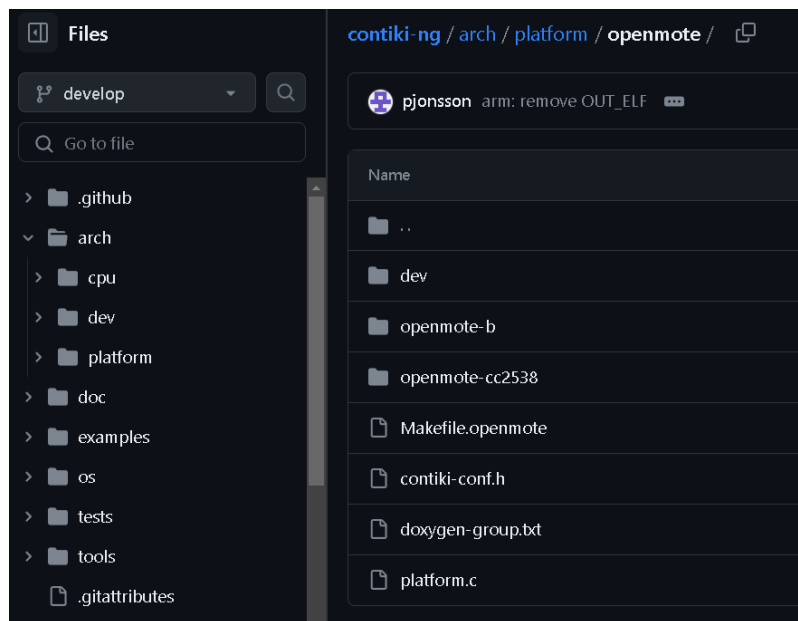 Files
develop
Go to file
.github
arch
cpu
dev
platform
doc
examples
os
tests
tools
.gitattributes
contiki-ng / arch / platform / openmote /
pjonsson arm: remove OUT_ELF
Name
..
dev
openmote-b
openmote-cc2538
Makefile.openmote
contiki-conf.h
doxygen-group.txt
platform.c